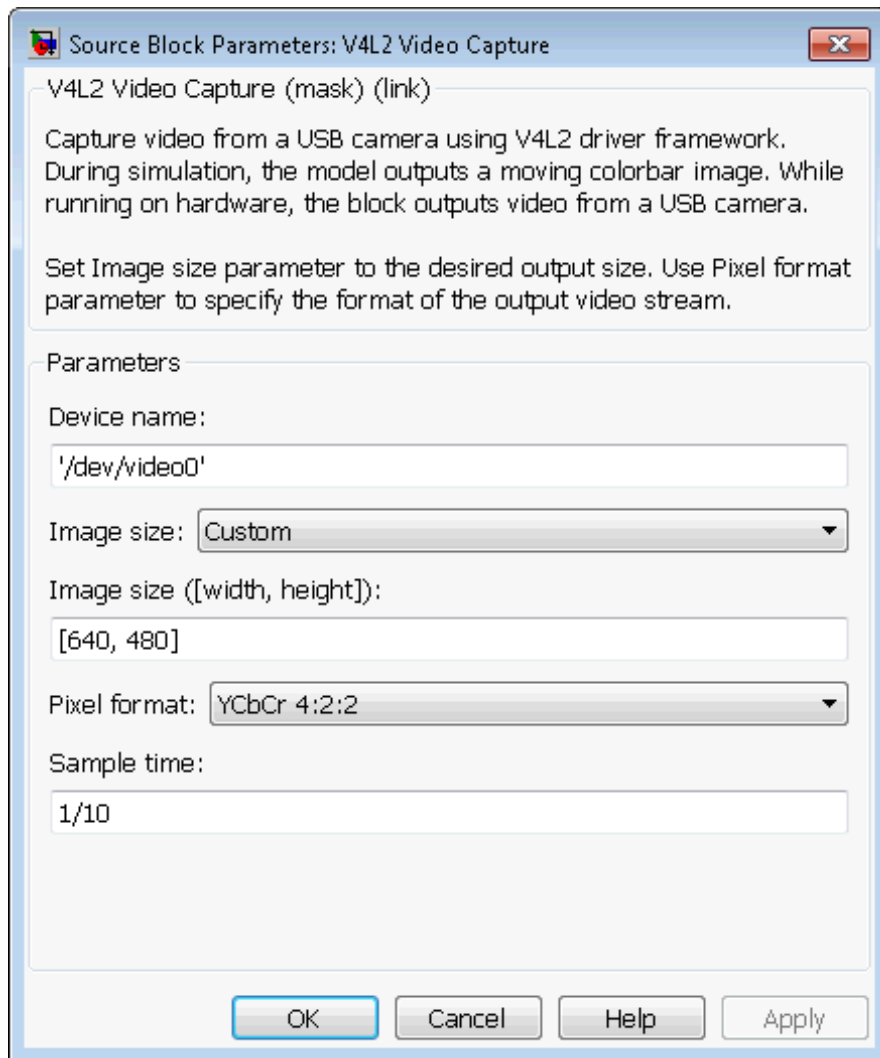 Source Block Parameters: V4L2 Video Capture
V4L2 Video Capture (mask) (link)
Capture video from a USB camera using V4L2 driver framework.
During simulation, the model outputs a moving colorbar image. While
running on hardware, the block outputs video from a USB camera.
Set Image size parameter to the desired output size. Use Pixel format
parameter to specify the format of the output video stream.
Parameters
Device name:
'/dev/video0'
Image size: Custom
Image size ([width, height]):
[640, 480]
Pixel format: YCbCr 4:2:2
Sample time:
1/10
OK Cancel Help Apply